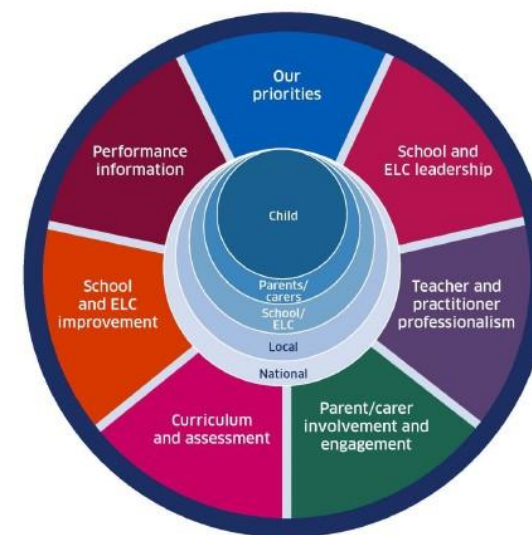 Our
priorities
School and
ELC leadership
Teacher and
practitioner
professionalism
Parent/carer
involvement and
engagement
Curriculum
and assessment
School
and ELC
improvement
Performance
information
Child
Parents/
carers
School/
ELC
Local
National